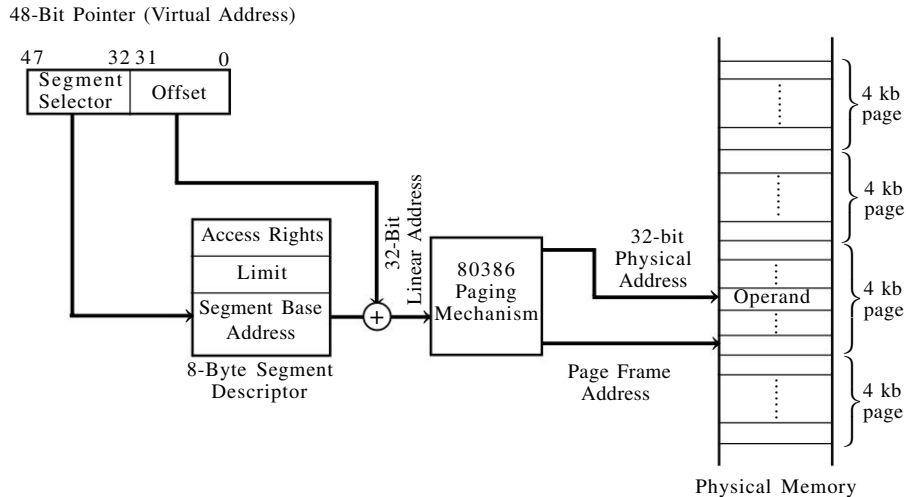 48-Bit Pointer (Virtual Address)
47 32 31 0
Segment
Selector
Offset
Access Rights
Limit
Segment Base
Address
8-Byte Segment
Descriptor
+
32-Bit
Linear Address
80386
Paging
Mechanism
32-bit
Physical
Address
Page Frame
Address
Operand
4 kb
page
4 kb
page
4 kb
page
4 kb
page
Physical Memory